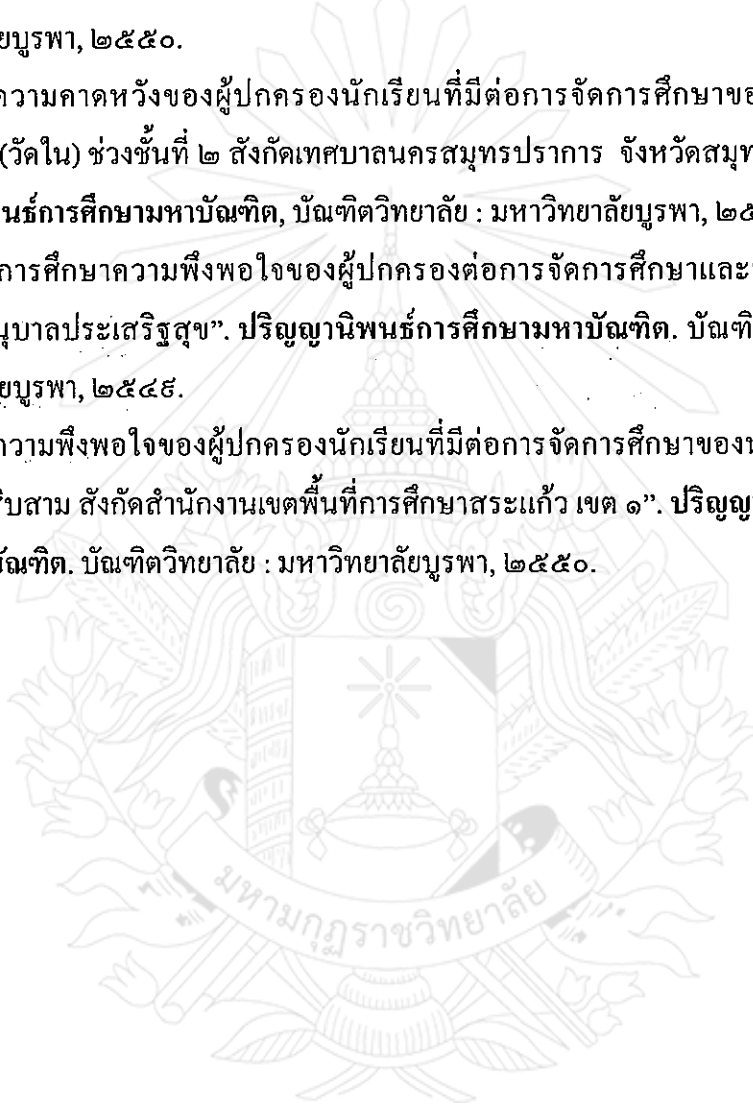 ยบูรพา, ๒๕๕๐.
ความคาดหวังของผู้ปกครองนักเรียนที่มีต่อการจัดการศึกษาขอ
(วัดใน) ช่วงชั้นที่ ๒ สังกัดเทศบาลนครสมุทรปราการ จังหวัดสมุท
นธ์การศึกษามหาบัณฑิต, บัณฑิตวิทยาลัย : มหาวิทยาลัยบูรพา, ๒๕
การศึกษาความพึงพอใจของผู้ปกครองต่อการจัดการศึกษาและ
นุบาลประเสริฐสุข”. ปริญญานิพนธ์การศึกษามหาบัณฑิต. บัณฑิ
ยบูรพา, ๒๕๔๙.
ความพึงพอใจของผู้ปกครองนักเรียนที่มีต่อการจัดการศึกษาของ
ิบสาม สังกัดสำนักงานเขตพื้นที่การศึกษาสระแก้ว เขต ๑”. ปริญญ
บัณฑิต. บัณฑิตวิทยาลัย : มหาวิทยาลัยบูรพา, ๒๕๕๐.
มหามกุฏราชวิทยาลัย